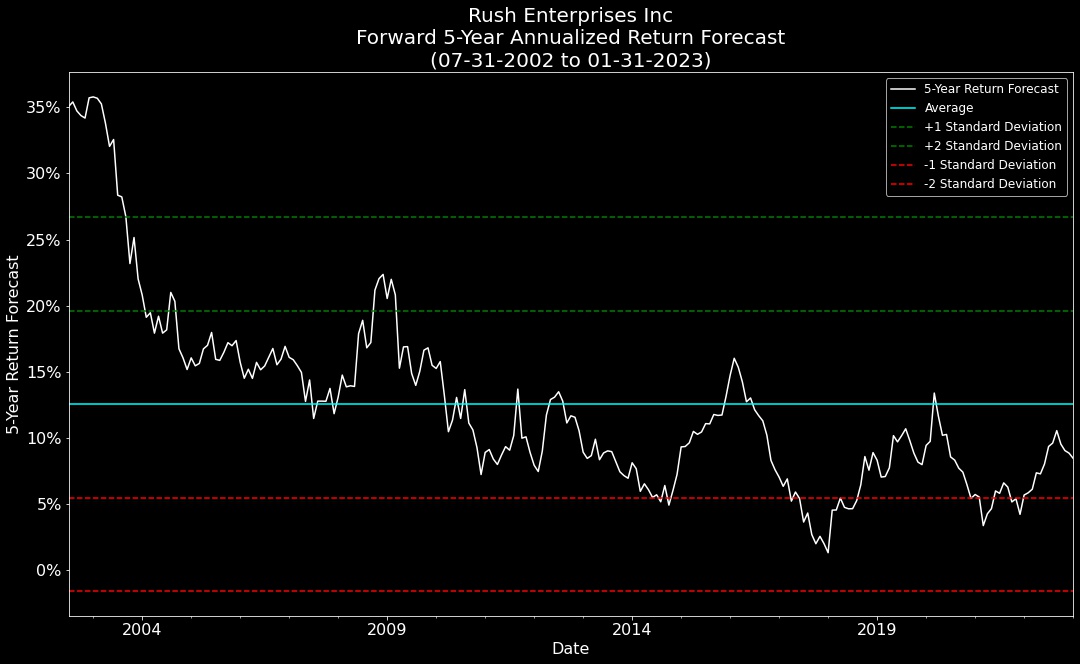 Rush Enterprises Inc
Forward 5-Year Annualized Return Forecast
(07-31-2002 to 01-31-2023)
5-Year Return Forecast
Average
+1 Standard Deviation
+2 Standard Deviation
-1 Standard Deviation
-2 Standard Deviation
5-Year Return Forecast
35%
30%
25%
20%
15%
10%
5%
0%
2004
2009
2014
2019
Date